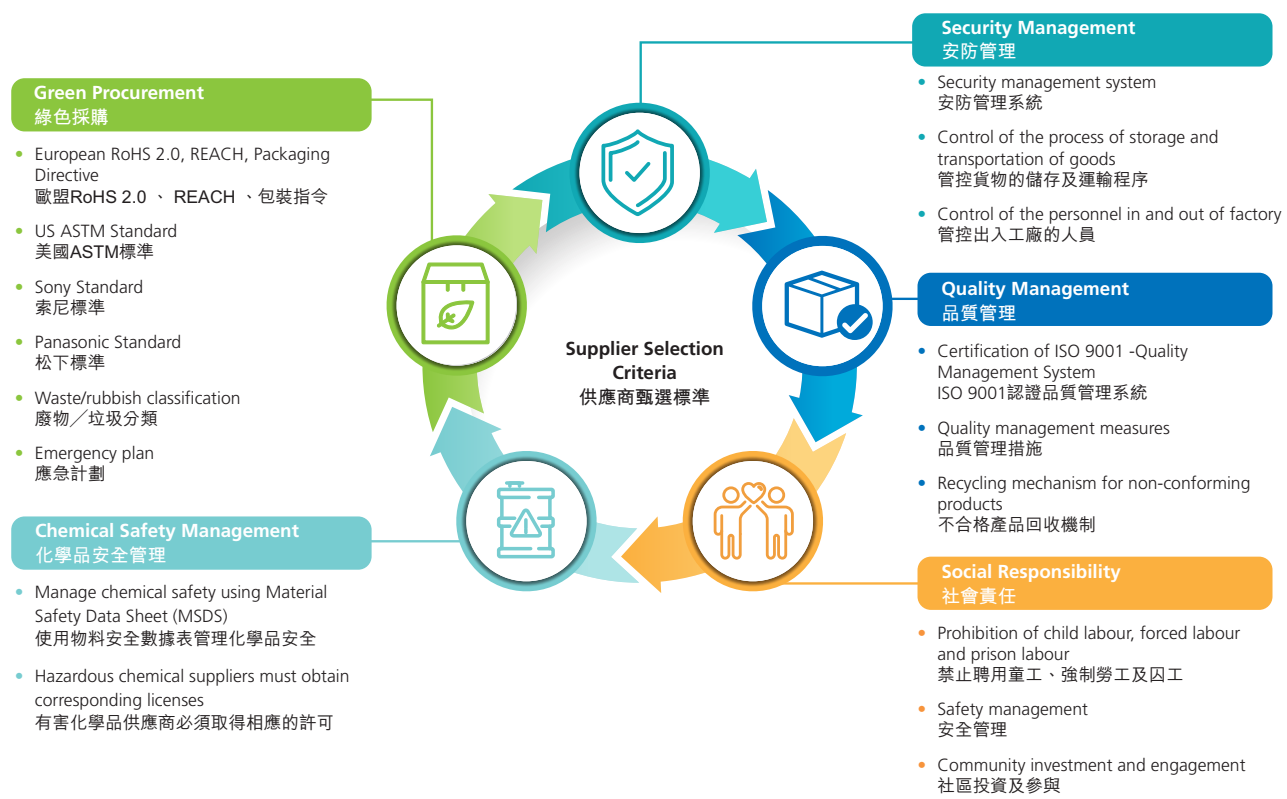 Green Procurement
綠色採購
European RoHS 2.0, REACH, Packaging
Directive
歐盟RoHS 2.0 、 REACH 、包裝指令
US ASTM Standard
美國ASTM標準
Sony Standard
索尼標準
Panasonic Standard
松下標準
Waste/rubbish classification
廢物／垃圾分類
Emergency plan
應急計劃
Chemical Safety Management
化學品安全管理
Manage chemical safety using Material
Safety Data Sheet (MSDS)
使用物料安全數據表管理化學品安全
Hazardous chemical suppliers must obtain
corresponding licenses
有害化學品供應商必須取得相應的許可
Supplier Selection
Criteria
供應商甄選標準
Security Management
安防管理
Security management system
安防管理系統
Control of the process of storage and
transportation of goods
管控貨物的儲存及運輸程序
Control of the personnel in and out of factory
管控出入工廠的人員
Quality Management
品質管理
Certification of ISO 9001 -Quality
Management System
ISO 9001認證品質管理系統
Quality management measures
品質管理措施
Recycling mechanism for non-conforming
products
不合格產品回收機制
Social Responsibility
社會責任
Prohibition of child labour, forced labour
and prison labour
禁止聘用童工、強制勞工及囚工
Safety management
安全管理
Community investment and engagement
社區投資及參與